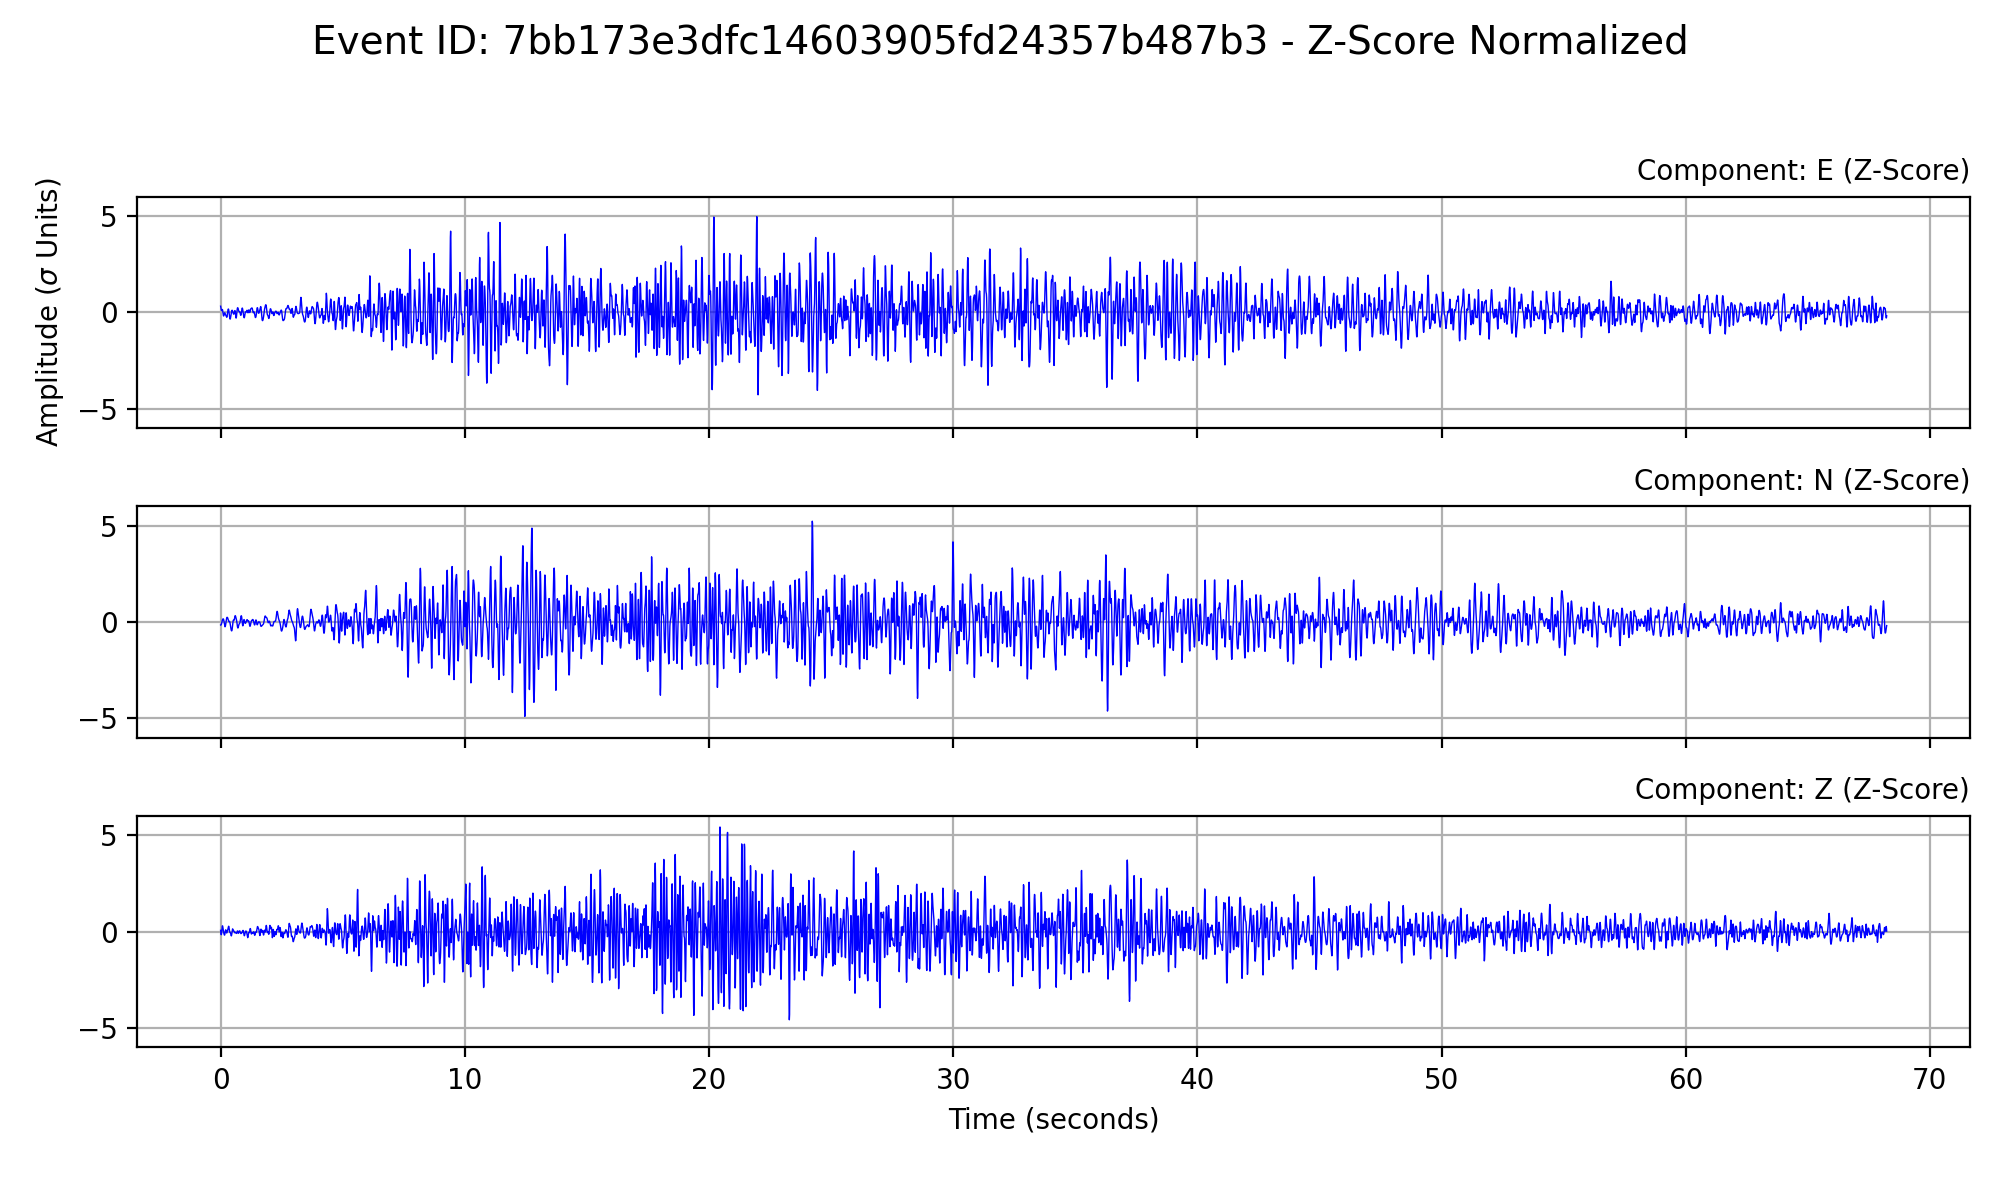 Event ID: 7bb173e3dfc14603905fd24357b487b3 - Z-Score Normalized
Component: E (Z-Score)
Amplitude (σ Units)
5
0
−5
Component: N (Z-Score)
5
0
−5
Component: Z (Z-Score)
5
0
−5
0 10 20 30 40 50 60 70
Time (seconds)